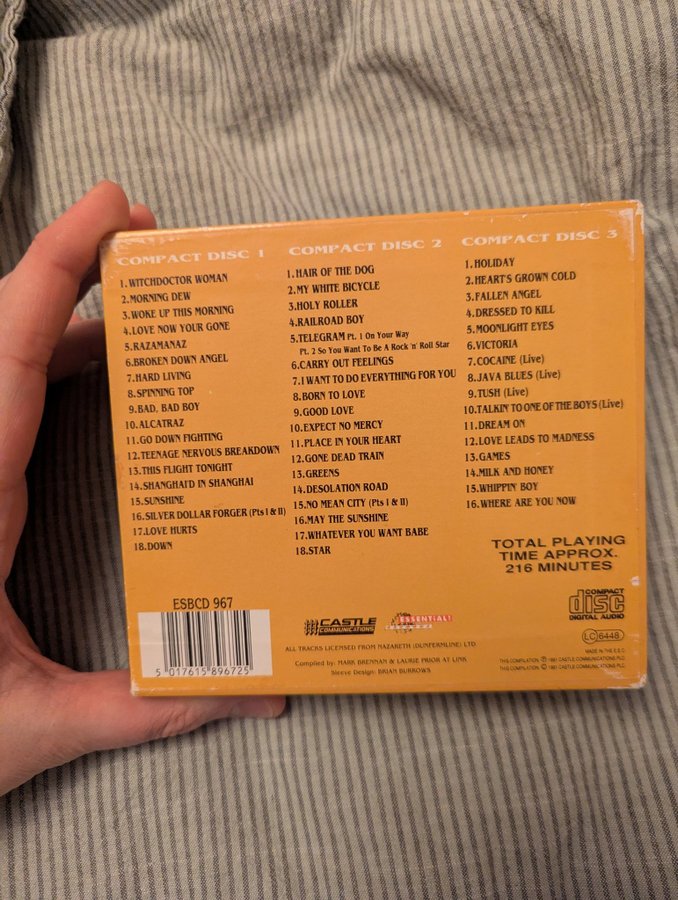 COMPACT DISC 1
1.WITCHDOCTOR WOMAN
2.MORNING DEW
3.WOKE UP THIS MORNING
4.LOVE NOW YOUR GONE
5.RAZAMANAZ
6.BROKEN DOWN ANGEL
7.HARD LIVING
8.SPINNING TOP
9.BAD, BAD BOY
10.ALCATRAZ
11.GO DOWN FIGHTING
12.TEENAGE NERVOUS BREAKDOWN
13.THIS FLIGHT TONIGHT
14.SHANGHAI'D IN SHANGHAI
15.SUNSHINE
16.SILVER DOLLAR FORGER (Pts I & II)
17.LOVE HURTS
18.DOWN
COMPACT DISC 2
1.HAIR OF THE DOG
2.MY WHITE BICYCLE
3.HOLY ROLLER
4.RAILROAD BOY
5.TELEGRAM Pt. 1 On Your Way
Pt. 2 So You Want To Be A Rock 'n' Roll Star
6.CARRY OUT FEELINGS
7.I WANT TO DO EVERYTHING FOR YOU
8.BORN TO LOVE
9.GOOD LOVE
10.EXPECT NO MERCY
11.PLACE IN YOUR HEART
12.GONE DEAD TRAIN
13.GREENS
14.DESOLATION ROAD
15.NO MEAN CITY (Pts I & II)
16.MAY THE SUNSHINE
17.WHATEVER YOU WANT BABE
18.STAR
COMPACT DISC 3
1.HOLIDAY
2.HEART'S GROWN COLD
3.FALLEN ANGEL
4.DRESSED TO KILL
5.MOONLIGHT EYES
6.VICTORIA
7.COCAINE (Live)
8.JAVA BLUES (Live)
9.TUSH (Live)
10.TALKIN TO ONE OF THE BOYS (Live)
11.DREAM ON
12.LOVE LEADS TO MADNESS
13.GAMES
14.MILK AND HONEY
15.WHIPPIN' BOY
16.WHERE ARE YOU NOW
TOTAL PLAYING
TIME APPROX.
216 MINUTES
ESBCD 967
5 017615 896725
CASTLE
COMMUNICATIONS
ESSENTIAL!
ALL TRACKS LICENSED FROM NAZARETH (DUNFERMLINE) LTD
Compiled by: MARK BRENNAN & LAURIE PRIOR AT LINK
Sleeve Design: BRIAN BURROWS
COMPACT
disc
DIGITAL AUDIO
LC 6448
MADE IN THE E.E.C.
THIS COMPILATION ℗ 1991 CASTLE COMMUNICATIONS PLC.
THIS COMPILATION © 1991 CASTLE COMMUNICATIONS PLC.